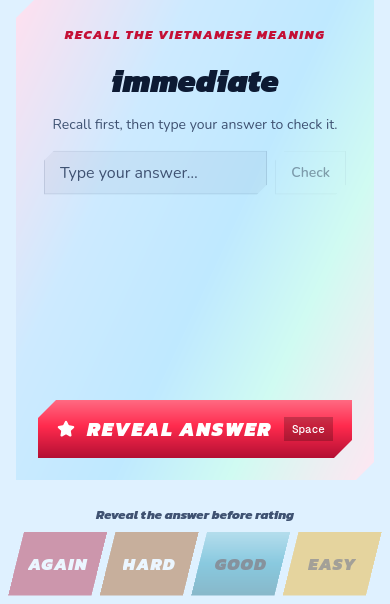 RECALL THE VIETNAMESE MEANING
immediate
Recall first, then type your answer to check it.
Type your answer... Check
REVEAL ANSWER Space
Reveal the answer before rating
AGAIN HARD GOOD EASY